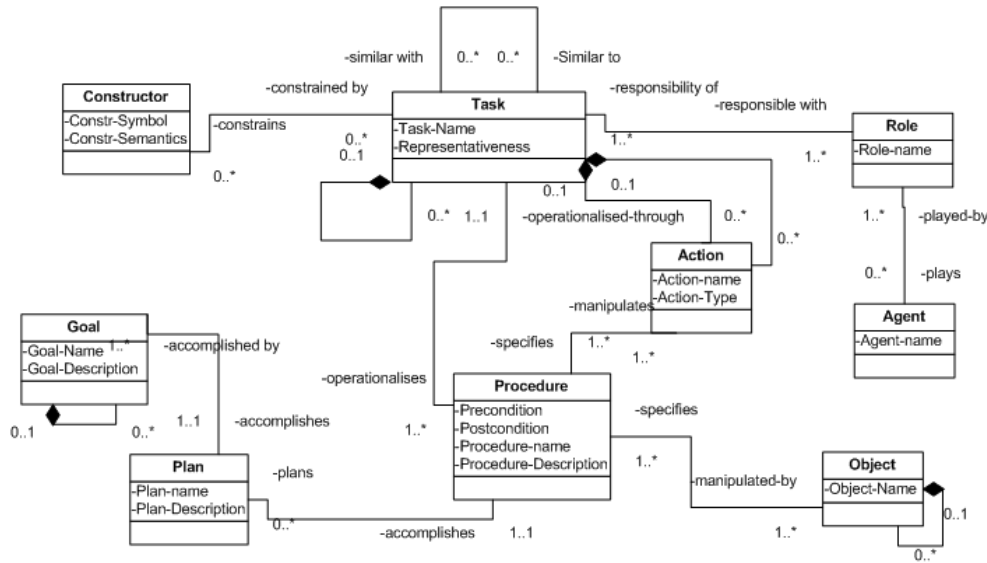 -similar with
0..*
0..*
-Similar to
-constrained by
-responsibility of
Constructor
-Constr-Symbol
-Constr-Semantics
-constrains
0..*
Task
-Task-Name
-Representativeness
0..*
0..1
-responsible with
1..*
1..*
Role
-Role-name
0..*
1..1
0..1
0..1
-operationalised-through
0..*
0..*
1..*
-played-by
0..*
-plays
Action
-Action-name
-Action-Type
-manipulates
Agent
-Agent-name
Goal
-Goal-Name
-Goal-Description
1..*
-accomplished by
-specifies
1..*
1..*
-operationalises
0..1
0..*
1..1
-accomplishes
1..*
Procedure
-Precondition
-Postcondition
-Procedure-name
-Procedure-Description
-specifies
1..*
Plan
-Plan-name
-Plan-Description
-plans
0..*
-accomplishes
1..1
-manipulated-by
1..*
Object
-Object-Name
0..1
0..*